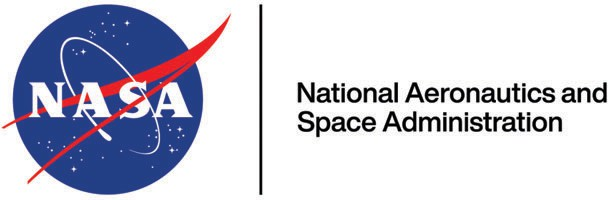 NASA
National Aeronautics and
Space Administration